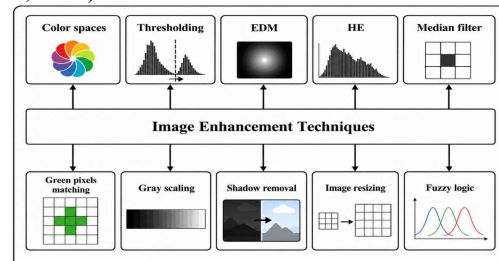 Color spaces
Thresholding
EDM
HE
Median filter
Image Enhancement Techniques
Green pixels
matching
Gray scaling
Shadow removal
Image resizing
Fuzzy logic